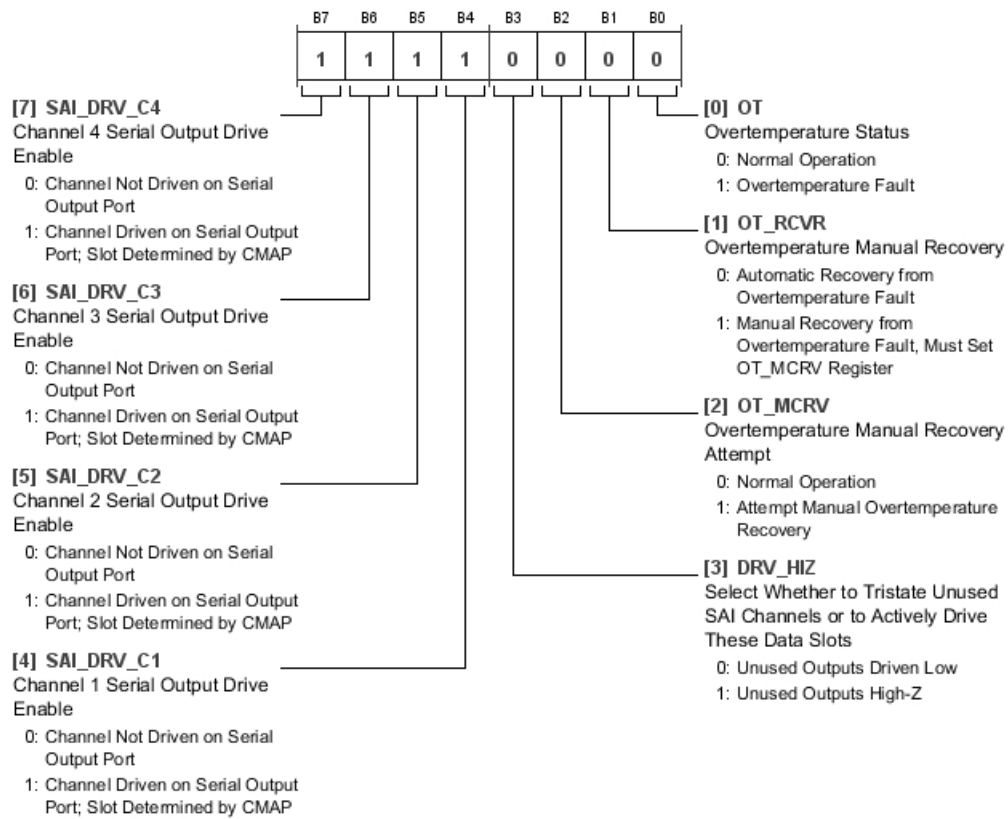 B7 B6 B5 B4 B3 B2 B1 B0
1 1 1 1 0 0 0 0
[7] SAI_DRV_C4
Channel 4 Serial Output Drive
Enable
0: Channel Not Driven on Serial
Output Port
1: Channel Driven on Serial Output
Port; Slot Determined by CMAP
[6] SAI_DRV_C3
Channel 3 Serial Output Drive
Enable
0: Channel Not Driven on Serial
Output Port
1: Channel Driven on Serial Output
Port; Slot Determined by CMAP
[5] SAI_DRV_C2
Channel 2 Serial Output Drive
Enable
0: Channel Not Driven on Serial
Output Port
1: Channel Driven on Serial Output
Port; Slot Determined by CMAP
[4] SAI_DRV_C1
Channel 1 Serial Output Drive
Enable
0: Channel Not Driven on Serial
Output Port
1: Channel Driven on Serial Output
Port; Slot Determined by CMAP
[0] OT
Overtemperature Status
0: Normal Operation
1: Overtemperature Fault
[1] OT_RCVR
Overtemperature Manual Recovery
0: Automatic Recovery from
Overtemperature Fault
1: Manual Recovery from
Overtemperature Fault, Must Set
OT_MCRV Register
[2] OT_MCRV
Overtemperature Manual Recovery
Attempt
0: Normal Operation
1: Attempt Manual Overtemperature
Recovery
[3] DRV_HIZ
Select Whether to Tristate Unused
SAI Channels or to Actively Drive
These Data Slots
0: Unused Outputs Driven Low
1: Unused Outputs High-Z